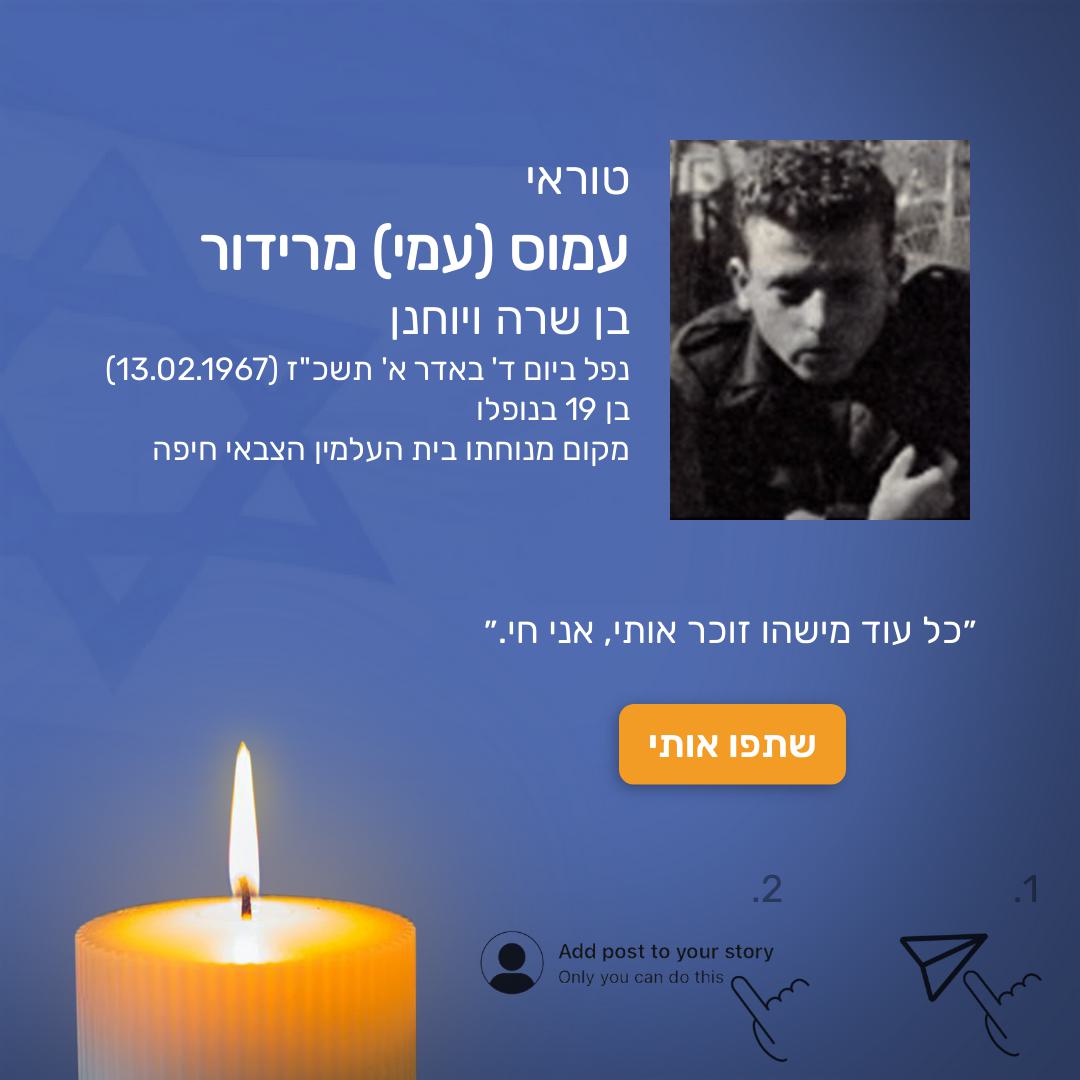 טוראי
עמוס (עמי) מרידור
בן שרה ויוחנן
נפל ביום ד' באדר א' תשכ"ז (13.02.1967)
בן 19 בנופלו
מקום מנוחתו בית העלמין הצבאי חיפה
״כל עוד מישהו זוכר אותי, אני חי.״
שתפו אותי
1.
2.
Add post to your story
Only you can do this